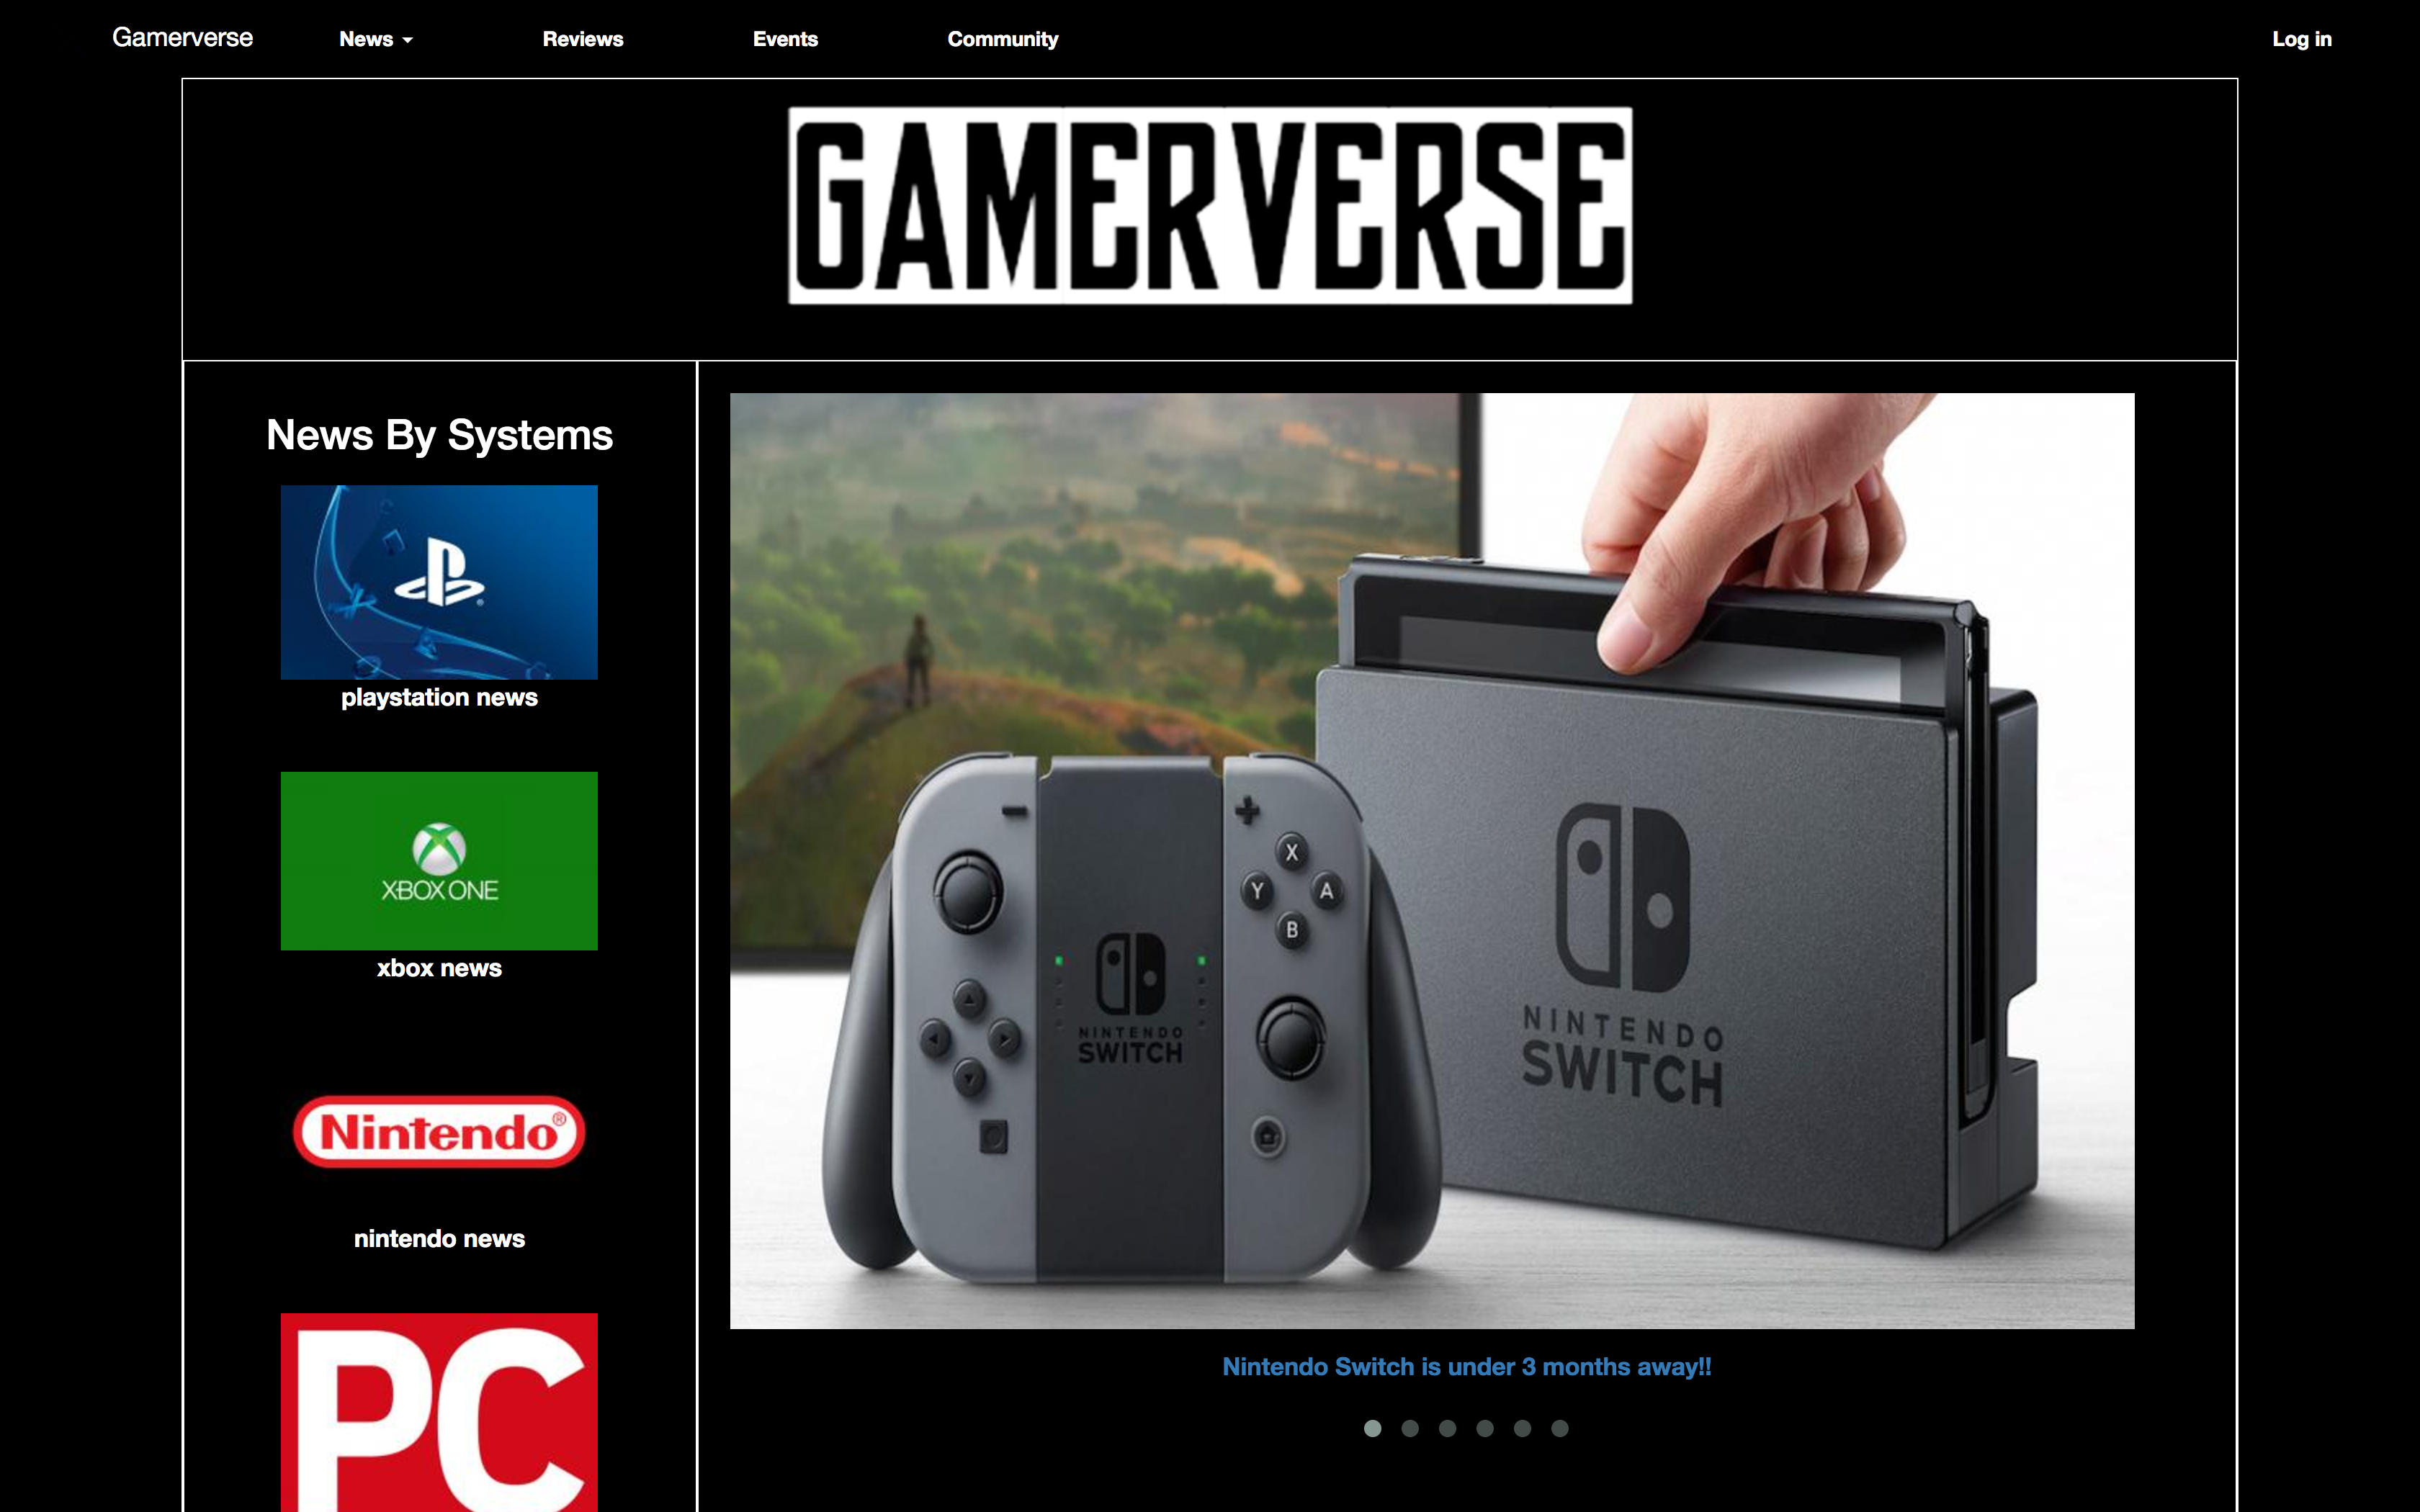 Gamerverse
News
Reviews
Events
Community
Log in
GAMERVERSE
News By Systems
playstation news
XBOX ONE
xbox news
Nintendo®
nintendo news
PC
X
Y
A
B
NINTENDO
SWITCH
NINTENDO
SWITCH
Nintendo Switch is under 3 months away!!